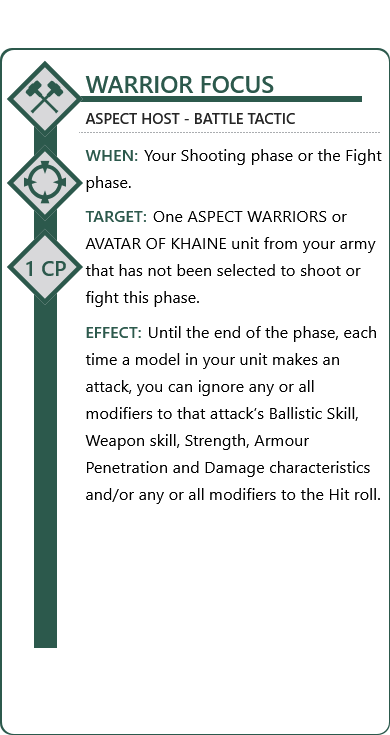 WARRIOR FOCUS
ASPECT HOST - BATTLE TACTIC
WHEN: Your Shooting phase or the Fight
phase.
TARGET: One ASPECT WARRIORS or
AVATAR OF KHAINE unit from your army
that has not been selected to shoot or
fight this phase.
1 CP
EFFECT: Until the end of the phase, each
time a model in your unit makes an
attack, you can ignore any or all
modifiers to that attack’s Ballistic Skill,
Weapon skill, Strength, Armour
Penetration and Damage characteristics
and/or any or all modifiers to the Hit roll.